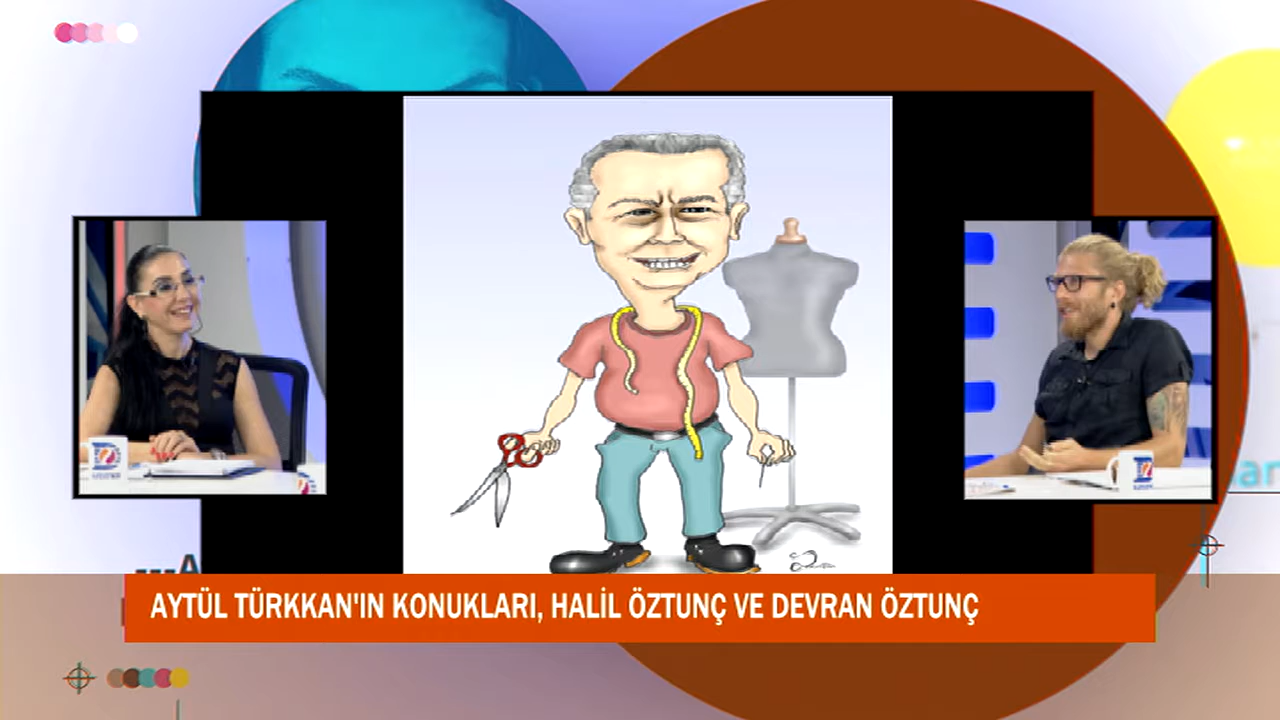 ---A
AYTÜL TÜRKKAN'IN KONUKLARI, HALİL ÖZTUNÇ VE DEVRAN ÖZTUNÇ